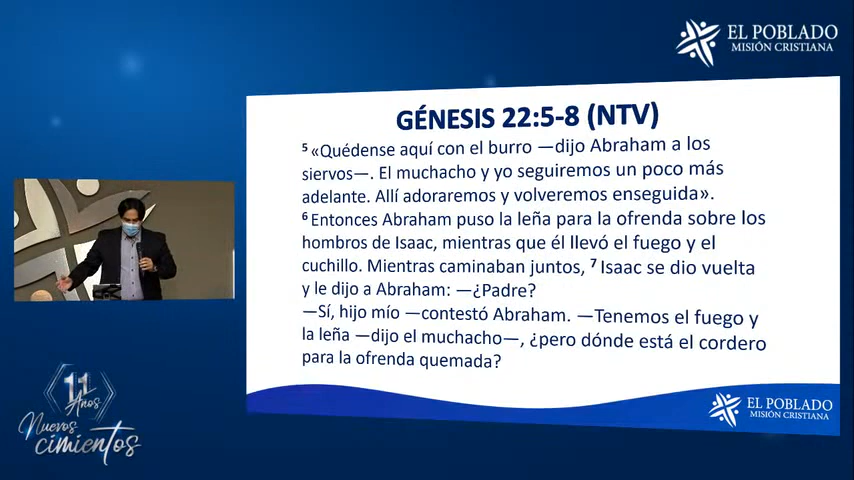 EL POBLADO
MISIÓN CRISTIANA
GÉNESIS 22:5-8 (NTV)
⁵ «Quédense aquí con el burro —dijo Abraham a los
siervos—. El muchacho y yo seguiremos un poco más
adelante. Allí adoraremos y volveremos enseguida».
⁶ Entonces Abraham puso la leña para la ofrenda sobre los
hombros de Isaac, mientras que él llevó el fuego y el
cuchillo. Mientras caminaban juntos, ⁷ Isaac se dio vuelta
y le dijo a Abraham: —¿Padre?
—Sí, hijo mío —contestó Abraham. —Tenemos el fuego y
la leña —dijo el muchacho—, ¿pero dónde está el cordero
para la ofrenda quemada?
11
Años
Nuevos
cimientos
EL POBLADO
MISIÓN CRISTIANA